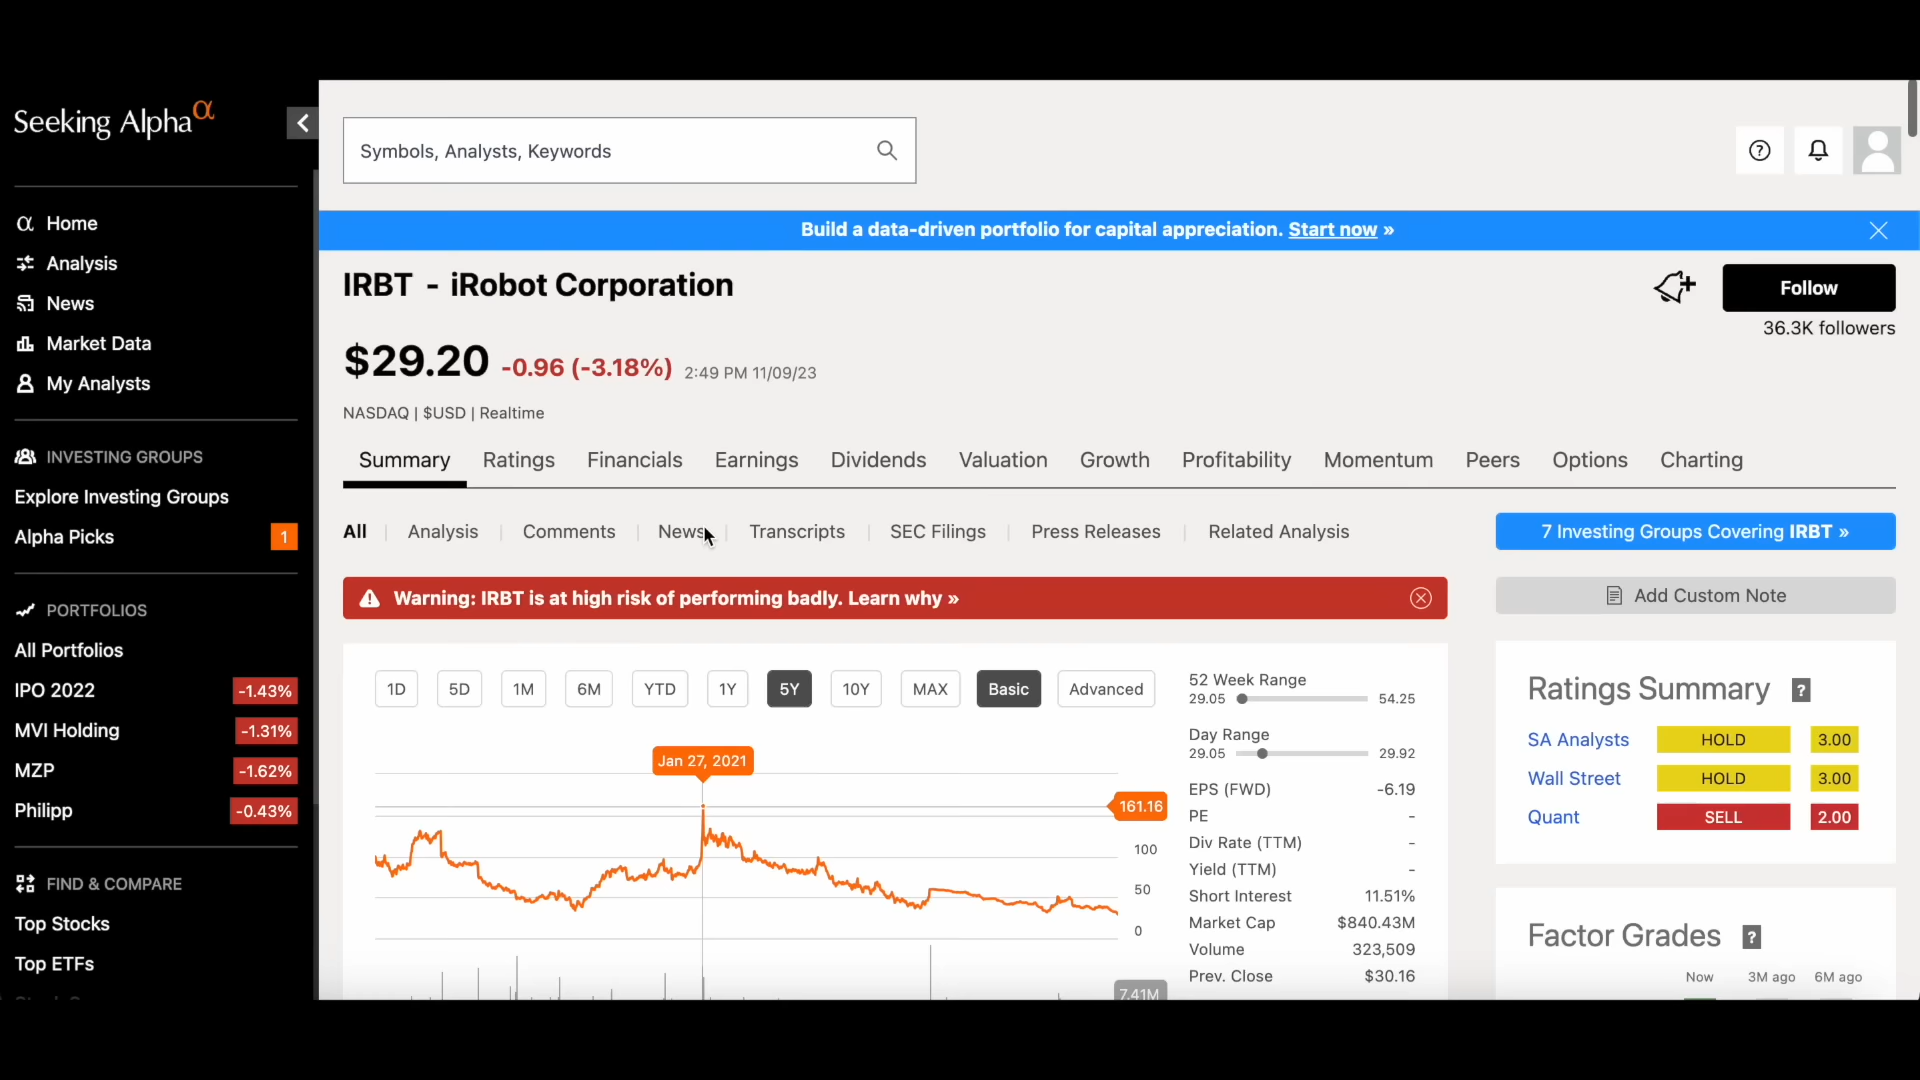 Seeking Alpha α
Symbols, Analysts, Keywords
Build a data-driven portfolio for capital appreciation. Start now »
Home
Analysis
News
Market Data
My Analysts
INVESTING GROUPS
Explore Investing Groups
Alpha Picks 1
PORTFOLIOS
All Portfolios
IPO 2022 -1.43%
MVI Holding -1.31%
MZP -1.62%
Philipp -0.43%
FIND & COMPARE
Top Stocks
Top ETFs
IRBT - iRobot Corporation
Follow
36.3K followers
$29.20 -0.96 (-3.18%) 2:49 PM 11/09/23
NASDAQ | $USD | Realtime
Summary Ratings Financials Earnings Dividends Valuation Growth Profitability Momentum Peers Options Charting
All Analysis Comments News Transcripts SEC Filings Press Releases Related Analysis
7 Investing Groups Covering IRBT »
Warning: IRBT is at high risk of performing badly. Learn why »
Add Custom Note
1D 5D 1M 6M YTD 1Y 5Y 10Y MAX Basic Advanced
Jan 27, 2021
161.16
100
50
0
7.41M
52 Week Range
29.05 54.25
Day Range
29.05 29.92
EPS (FWD) -6.19
PE -
Div Rate (TTM) -
Yield (TTM) -
Short Interest 11.51%
Market Cap $840.43M
Volume 323,509
Prev. Close $30.16
Ratings Summary ?
SA Analysts HOLD 3.00
Wall Street HOLD 3.00
Quant SELL 2.00
Factor Grades ?
Now 3M ago 6M ago